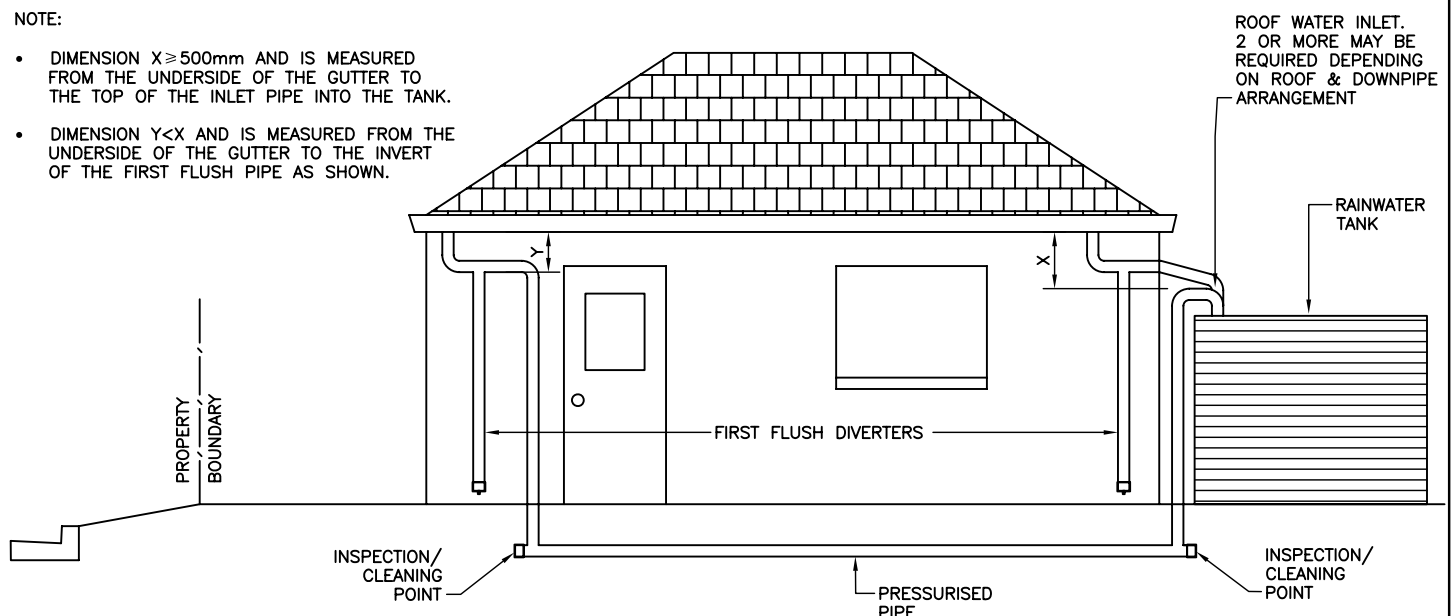 NOTE:
• DIMENSION X≥500mm AND IS MEASURED
FROM THE UNDERSIDE OF THE GUTTER TO
THE TOP OF THE INLET PIPE INTO THE TANK.
• DIMENSION Y<X AND IS MEASURED FROM THE
UNDERSIDE OF THE GUTTER TO THE INVERT
OF THE FIRST FLUSH PIPE AS SHOWN.
ROOF WATER INLET.
2 OR MORE MAY BE
REQUIRED DEPENDING
ON ROOF & DOWNPIPE
ARRANGEMENT
RAINWATER
TANK
Y
X
PROPERTY
BOUNDARY
FIRST FLUSH DIVERTERS
INSPECTION/
CLEANING
POINT
PRESSURISED
PIPE
INSPECTION/
CLEANING
POINT